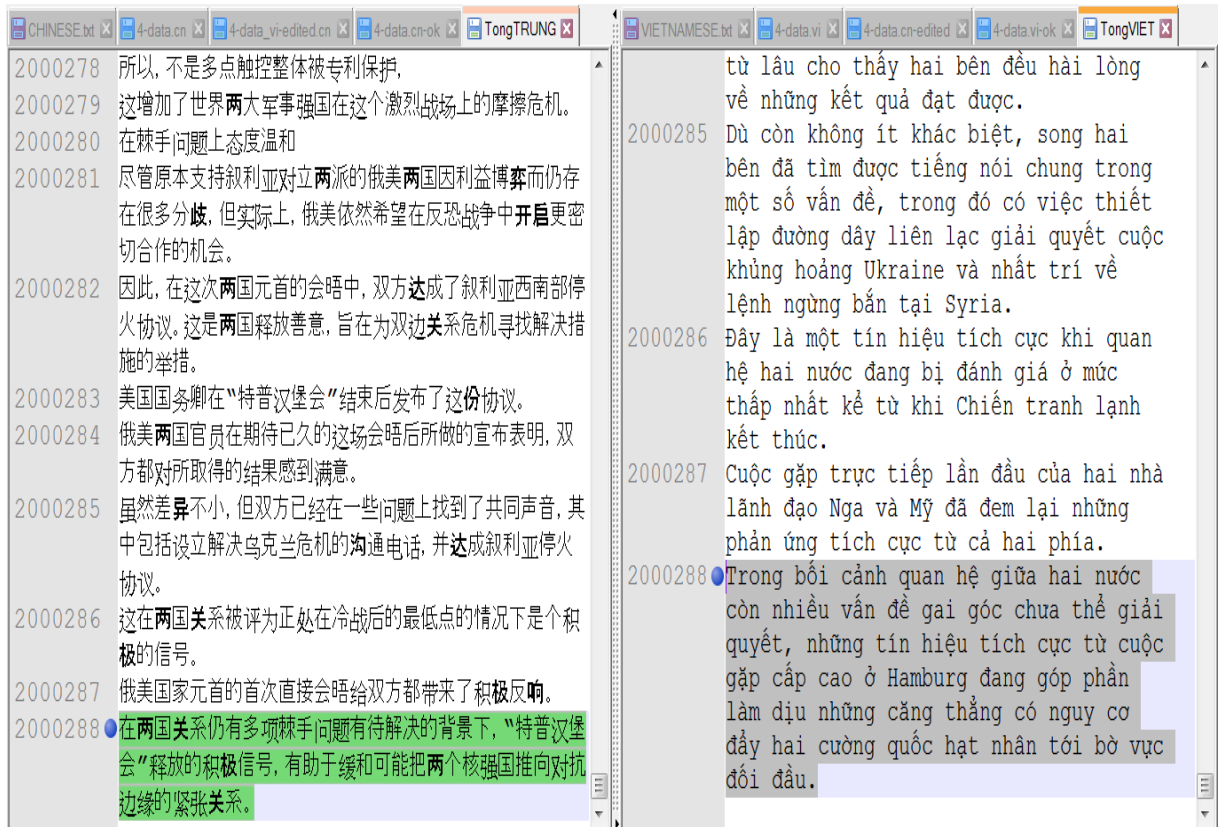 CHINESE.txt 4-data.cn 4-data_vi-edited.cn 4-data.cn-ok TongTRUNG
2000278 所以, 不是多点触控整体被专利保护,
2000279 这增加了世界两大军事强国在这个激烈战场上的摩擦危机。
2000280 在棘手问题上态度温和
2000281 尽管原本支持叙利亚对立两派的俄美两国因利益博弈而仍存
在很多分歧, 但实际上, 俄美依然希望在反恐战争中开启更密
切合作的机会。
2000282 因此, 在这次两国元首的会晤中, 双方达成了叙利亚西南部停
火协议。这是两国释放善意, 旨在为双边关系危机寻找解决措
施的举措。
2000283 美国国务卿在“特普汉堡会”结束后发布了这份协议。
2000284 俄美两国官员在期待已久的这场会晤后所做的宣布表明, 双
方都对所取得的结果感到满意。
2000285 虽然差异不小, 但双方已经在一些问题上找到了共同声音, 其
中包括设立解决乌克兰危机的沟通电话, 并达成叙利亚停火
协议。
2000286 这在两国关系被评为正处在冷战后的最低点的情况下是个积
极的信号。
2000287 俄美国家元首的首次直接会晤给双方都带来了积极反响。
2000288 在两国关系仍有多项棘手问题有待解决的背景下, “特普汉堡
会”释放的积极信号, 有助于缓和可能把两个核强国推向对抗
边缘的紧张关系。
VIETNAMESE.txt 4-data.vi 4-data.cn-edited 4-data.vi-ok TongVIET
từ lâu cho thấy hai bên đều hài lòng
về những kết quả đạt được.
2000285 Dù còn không ít khác biệt, song hai
bên đã tìm được tiếng nói chung trong
một số vấn đề, trong đó có việc thiết
lập đường dây liên lạc giải quyết cuộc
khủng hoảng Ukraine và nhất trí về
lệnh ngừng bắn tại Syria.
2000286 Đây là một tín hiệu tích cực khi quan
hệ hai nước đang bị đánh giá ở mức
thấp nhất kể từ khi Chiến tranh lạnh
kết thúc.
2000287 Cuộc gặp trực tiếp lần đầu của hai nhà
lãnh đạo Nga và Mỹ đã đem lại những
phản ứng tích cực từ cả hai phía.
2000288 Trong bối cảnh quan hệ giữa hai nước
còn nhiều vấn đề gai góc chưa thể giải
quyết, những tín hiệu tích cực từ cuộc
gặp cấp cao ở Hamburg đang góp phần
làm dịu những căng thẳng có nguy cơ
đẩy hai cường quốc hạt nhân tới bờ vực
đối đầu.